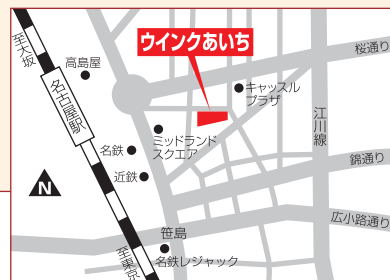 至大坂
高島屋
ウインクあいち
桜通り
キャッスル
プラザ
名古屋駅
ミッドランド
スクエア
江川線
名鉄
近鉄
錦通り
N
広小路通り
笹島
名鉄レジャック
至東京